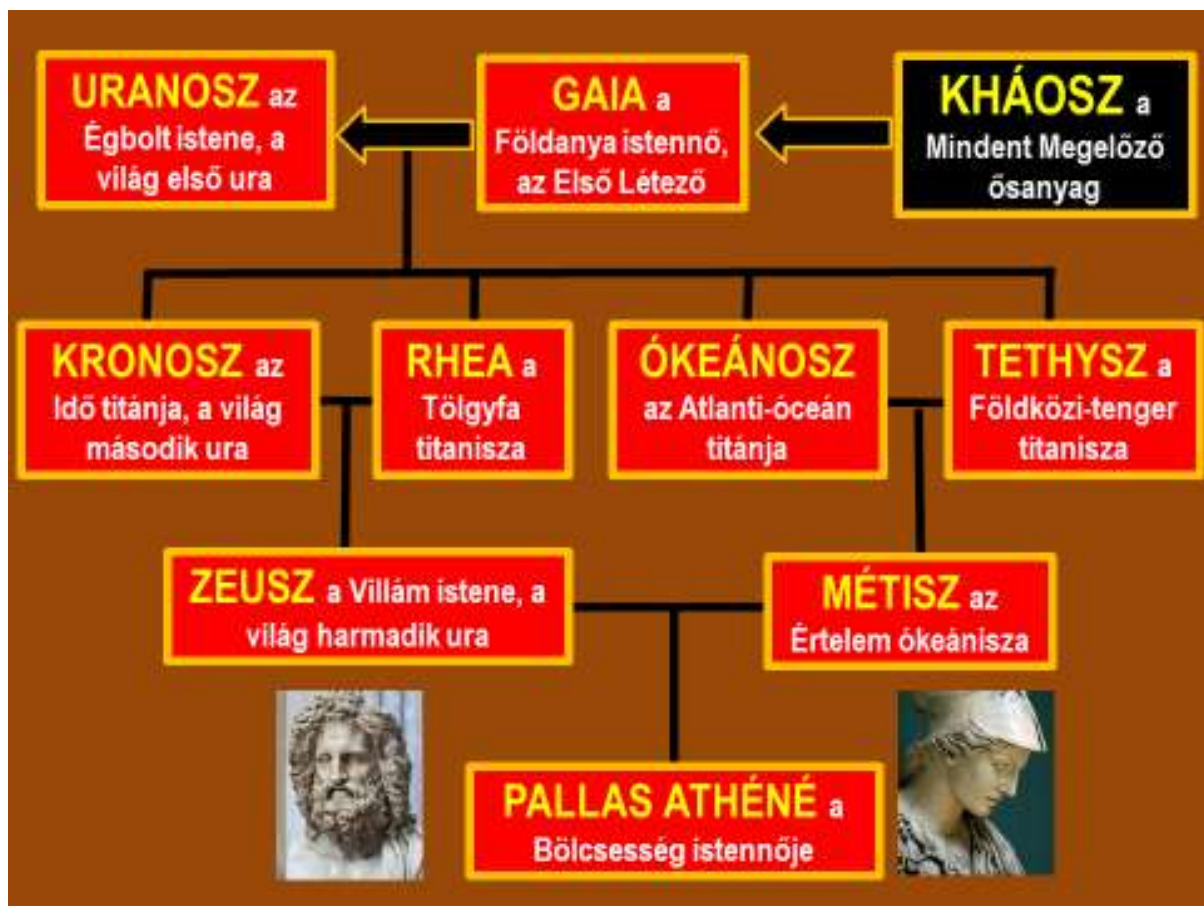 URANOSZ az
Égbolt istene, a
világ első ura
GAIA a
Földanya istennő,
az Első Létező
KHÁOSZ a
Mindent Megelőző
ősanyag
KRONOSZ az
Idő titánja, a világ
második ura
RHEA a
Tölgyfa
titanisza
ÓKEÁNOSZ
az Atlanti-óceán
titánja
TETHYSZ a
Földközi-tenger
titanisza
ZEUSZ a Villám istene, a
világ harmadik ura
MÉTISZ az
Értelem ókeánisza
PALLAS ATHÉNÉ a
Bölcsesség istennője